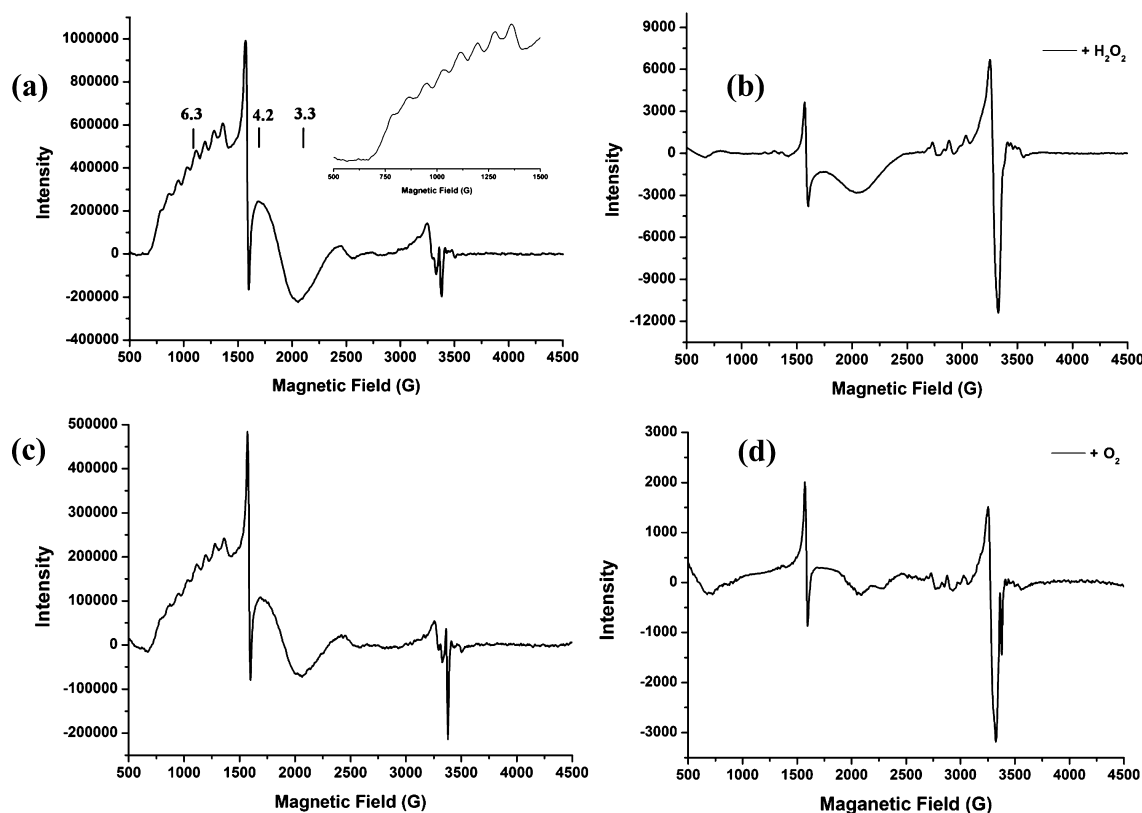 (a)
1000000
800000
600000
400000
200000
0
-200000
-400000
Intensity
6.3 4.2 3.3
500 750 1000 1250 1500
Magnetic Field (G)
500 1000 1500 2000 2500 3000 3500 4000 4500
Magnetic Field (G)
(b)
+ H₂O₂
9000
6000
3000
0
-3000
-6000
-9000
-12000
Intensity
500 1000 1500 2000 2500 3000 3500 4000 4500
Magnetic Field (G)
(c)
500000
400000
300000
200000
100000
0
-100000
-200000
Intensity
500 1000 1500 2000 2500 3000 3500 4000 4500
Magnetic Field (G)
(d)
+ O₂
3000
2000
1000
0
-1000
-2000
-3000
Intensity
500 1000 1500 2000 2500 3000 3500 4000 4500
Maganetic Field (G)